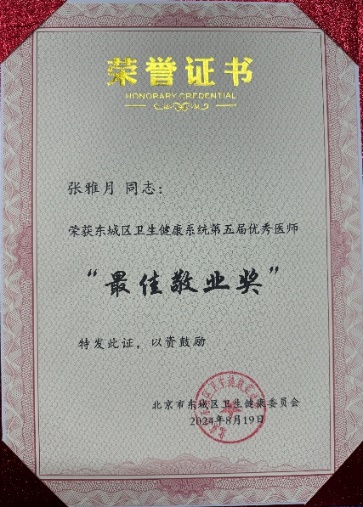 荣誉证书
HONORARY CREDENTIAL
张雅月 同志:
荣获东城区卫生健康系统第五届优秀医师
“最佳敬业奖”
特发此证,以资鼓励
北京市东城区卫生健康委员会
2024年8月19日